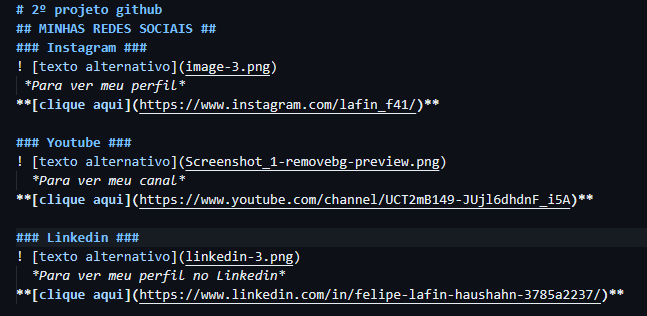 # 2º projeto github
## MINHAS REDES SOCIAIS ##
### Instagram ###
! [texto alternativo](image-3.png)
*Para ver meu perfil*
**[clique aqui](https://www.instagram.com/lafin_f41/)**
### Youtube ###
! [texto alternativo](Screenshot_1-removebg-preview.png)
*Para ver meu canal*
**[clique aqui](https://www.youtube.com/channel/UCT2mB149-JUjl6dhdnF_i5A)**
### Linkedin ###
! [texto alternativo](linkedin-3.png)
*Para ver meu perfil no Linkedin*
**[clique aqui](https://www.linkedin.com/in/felipe-lafin-haushahn-3785a2237/)**